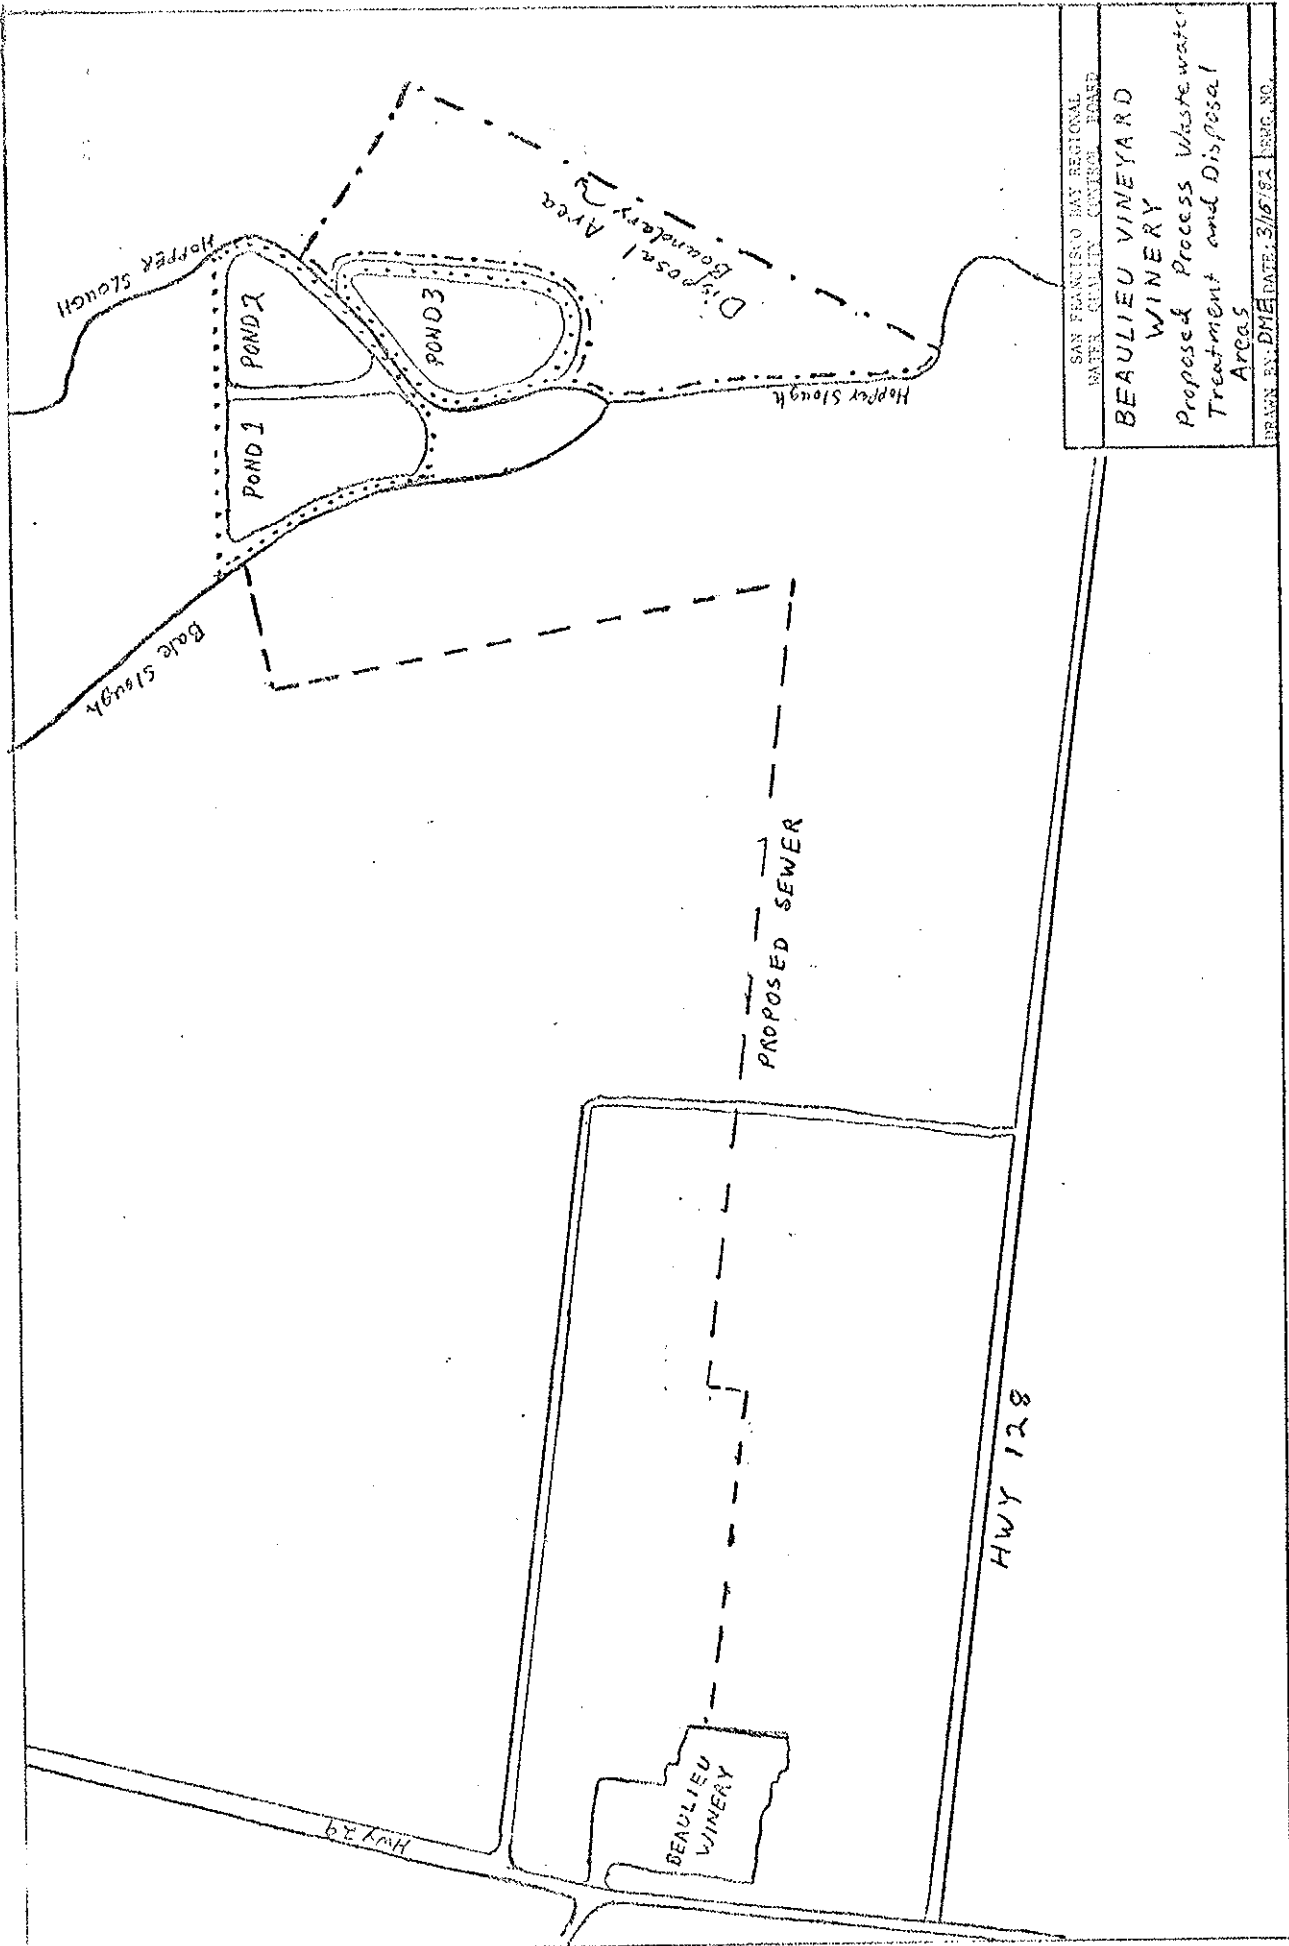 SAN FRANCISCO BAY REGIONAL
WATER QUALITY CONTROL BOARD
BEAULIEU VINEYARD
WINERY
Proposed Process Wastewater
Treatment and Disposal
Areas
DRAWN BY: DME DATE: 3/16/82 DRWG. NO.
HOPPER SLOUGH
POND 2
POND 1
POND 3
Disposal Area
Boundary
Hopper Slough
Bale Slough
PROPOSED SEWER
HWY 128
Hwy 29
BEAULIEU
WINERY